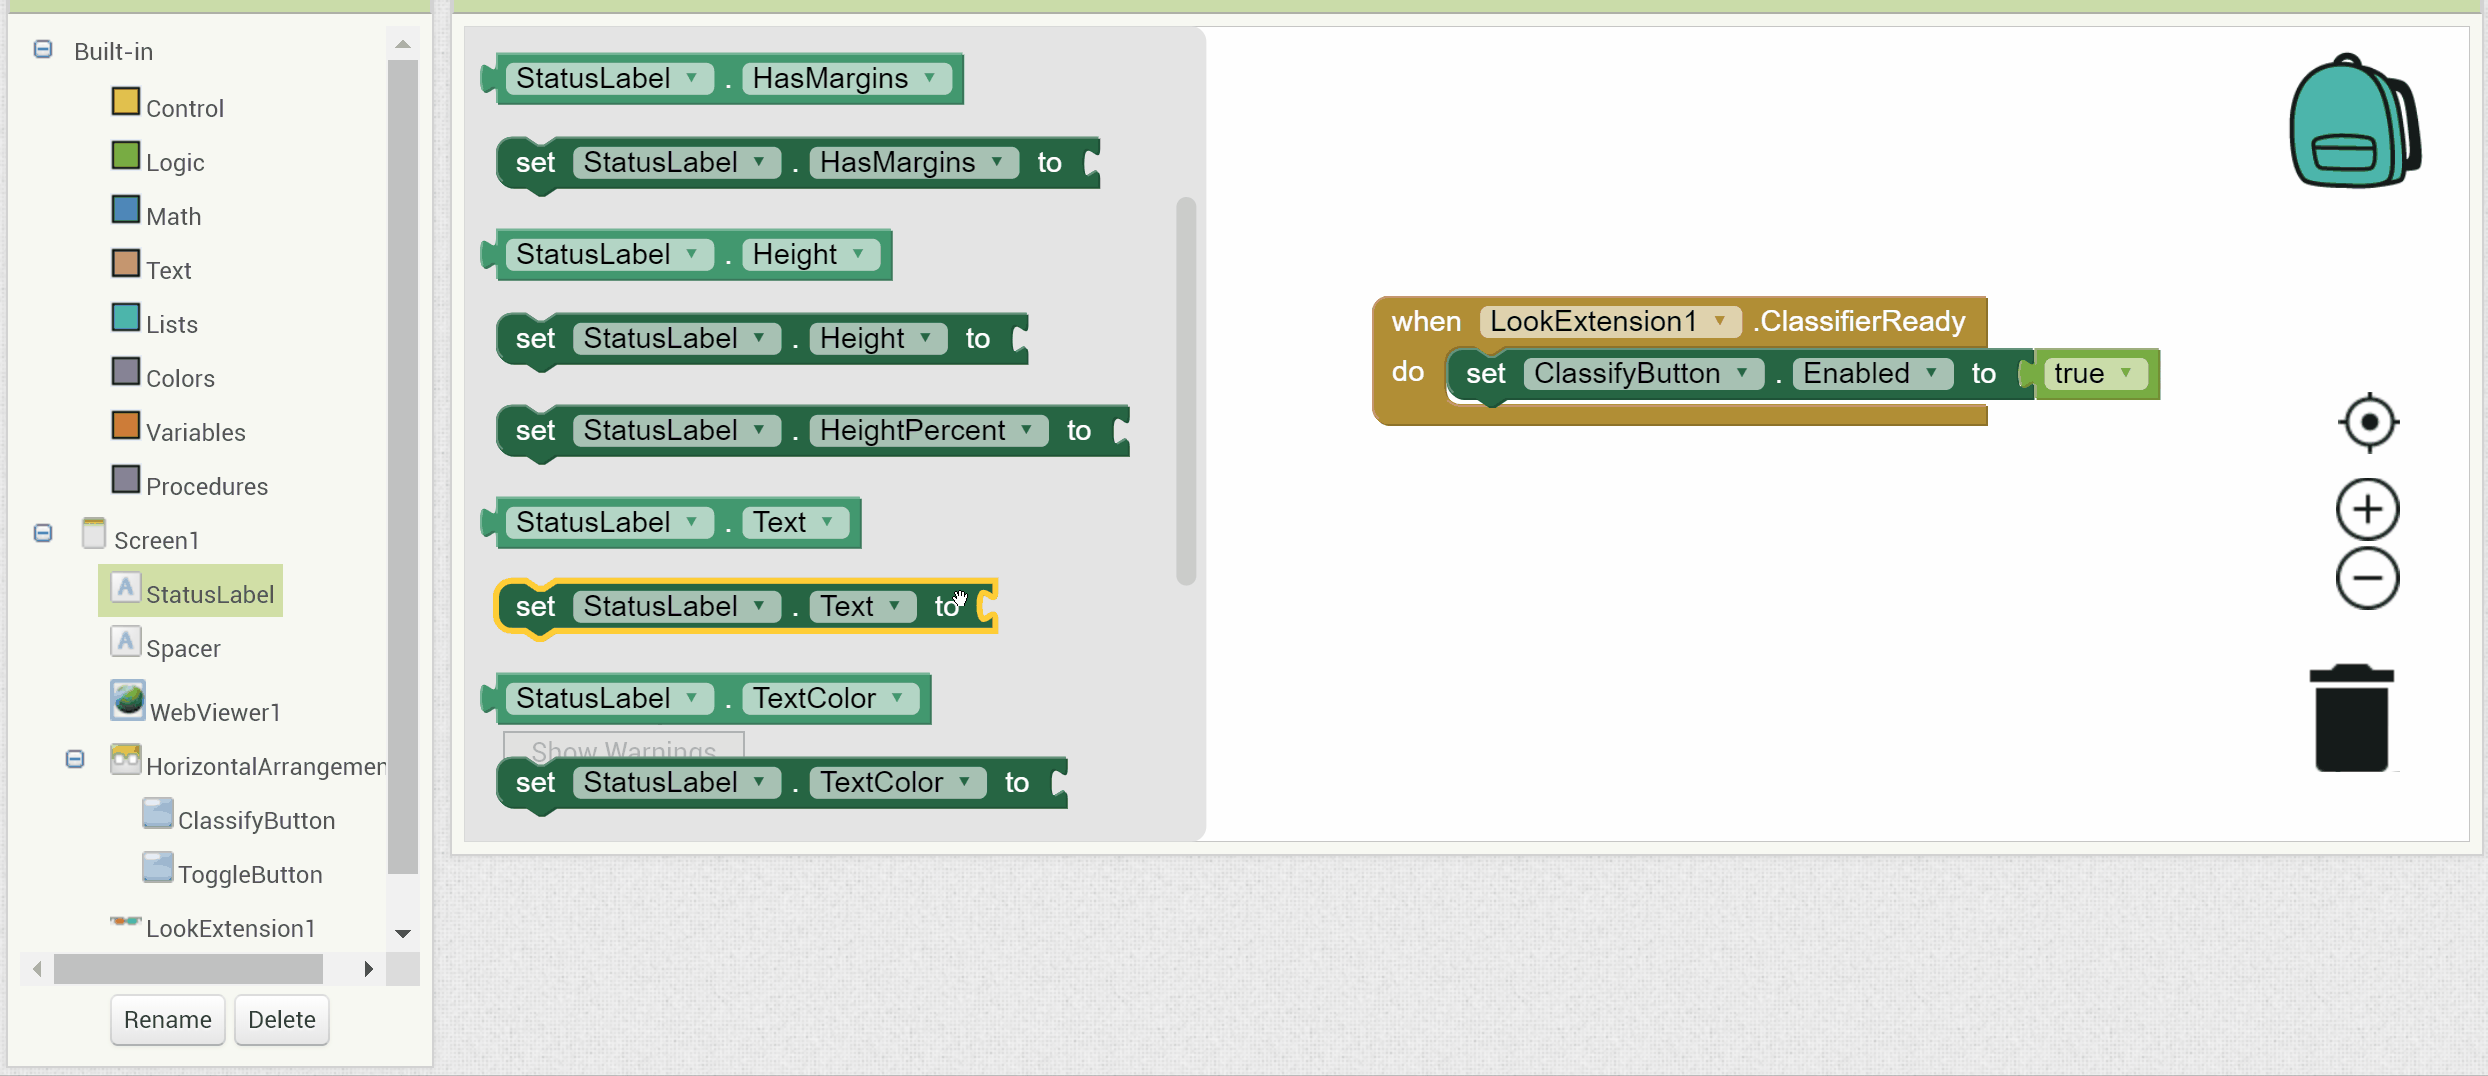 Built-in
Control
Logic
Math
Text
Lists
Colors
Variables
Procedures
Screen1
A StatusLabel
A Spacer
WebViewer1
HorizontalArrangemen
ClassifyButton
ToggleButton
LookExtension1
Rename Delete
StatusLabel . HasMargins
set StatusLabel . HasMargins to
StatusLabel . Height
set StatusLabel . Height to
set StatusLabel . HeightPercent to
StatusLabel . Text
set StatusLabel . Text to
StatusLabel . TextColor
Show Warnings
set StatusLabel . TextColor to
when LookExtension1 .ClassifierReady
do set ClassifyButton . Enabled to true